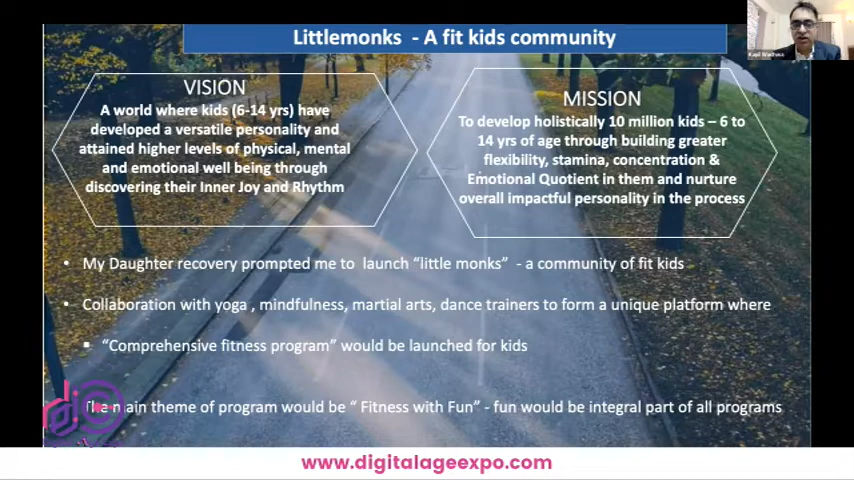 Littlemonks - A fit kids community
VISION
A world where kids (6-14 yrs) have
developed a versatile personality and
attained higher levels of physical, mental
and emotional well being through
discovering their Inner Joy and Rhythm
MISSION
To develop holistically 10 million kids – 6 to
14 yrs of age through building greater
flexibility, stamina, concentration &
Emotional Quotient in them and nurture
overall impactful personality in the process
• My Daughter recovery prompted me to launch “little monks” - a community of fit kids
• Collaboration with yoga , mindfulness, martial arts, dance trainers to form a unique platform where
▪ “Comprehensive fitness program” would be launched for kids
The main theme of program would be “ Fitness with Fun” - fun would be integral part of all programs
www.digitalageexpo.com